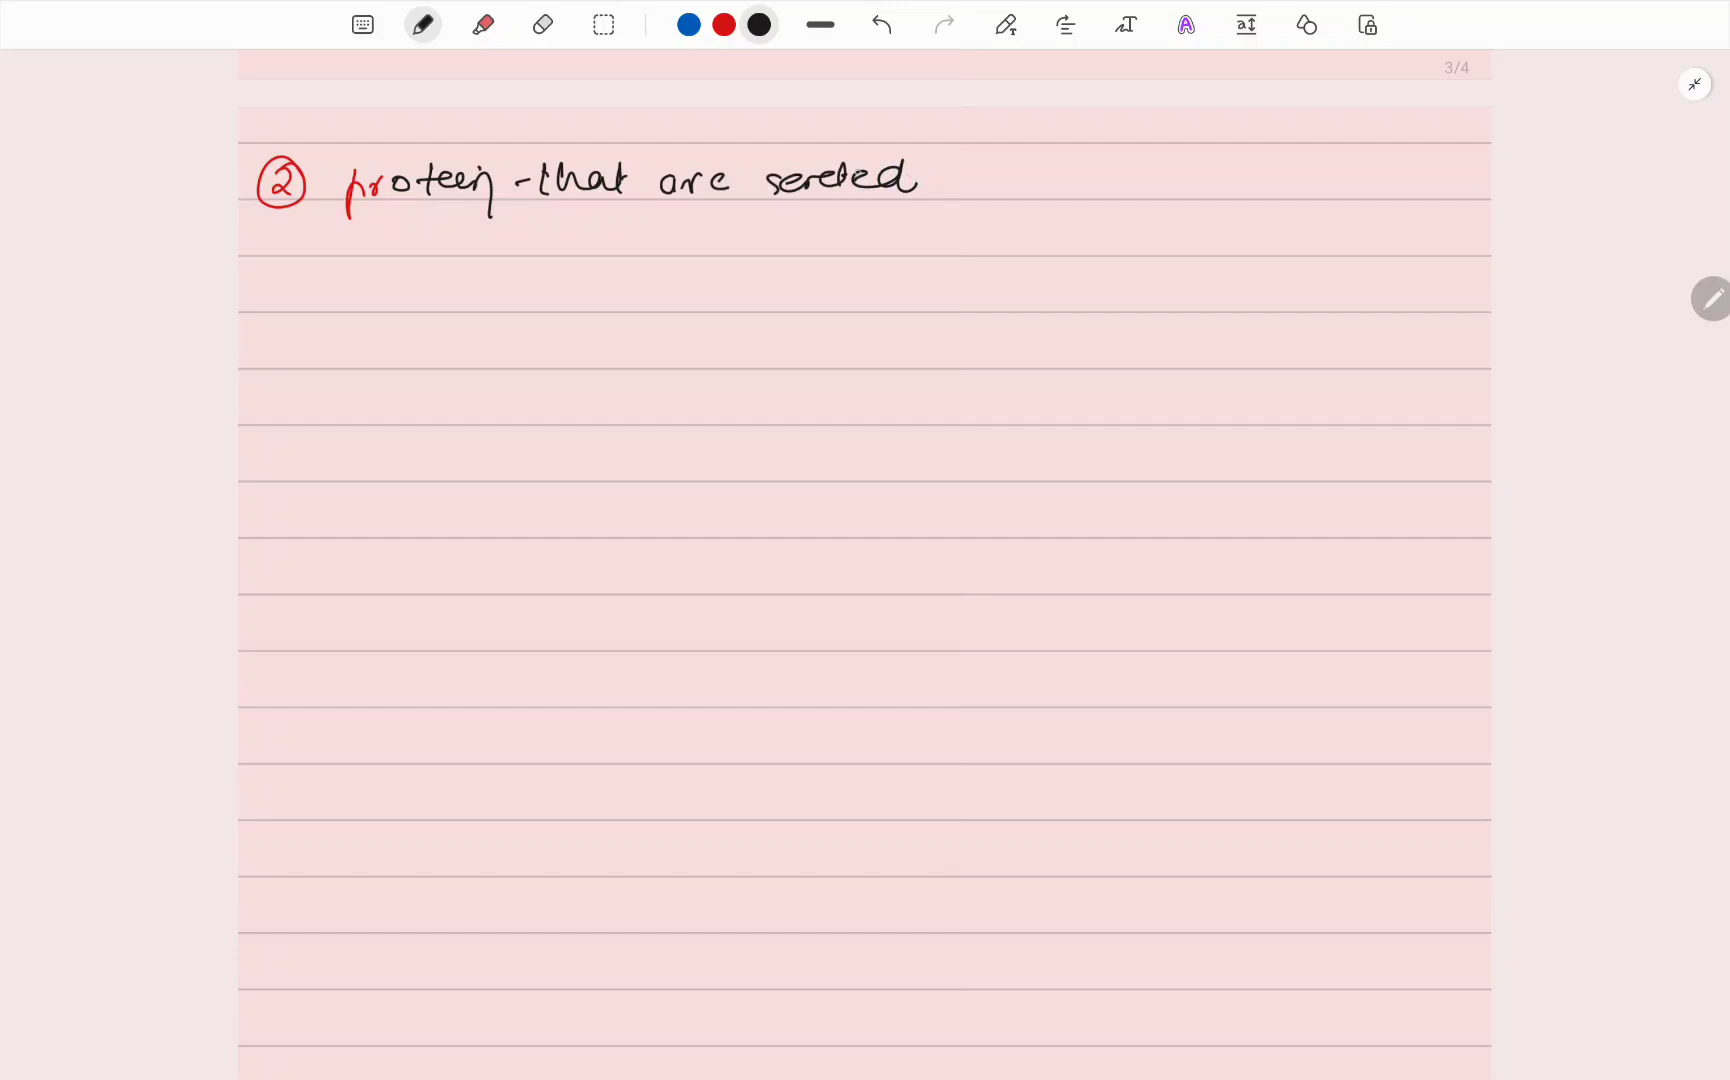 3/4
② protein that are sereted